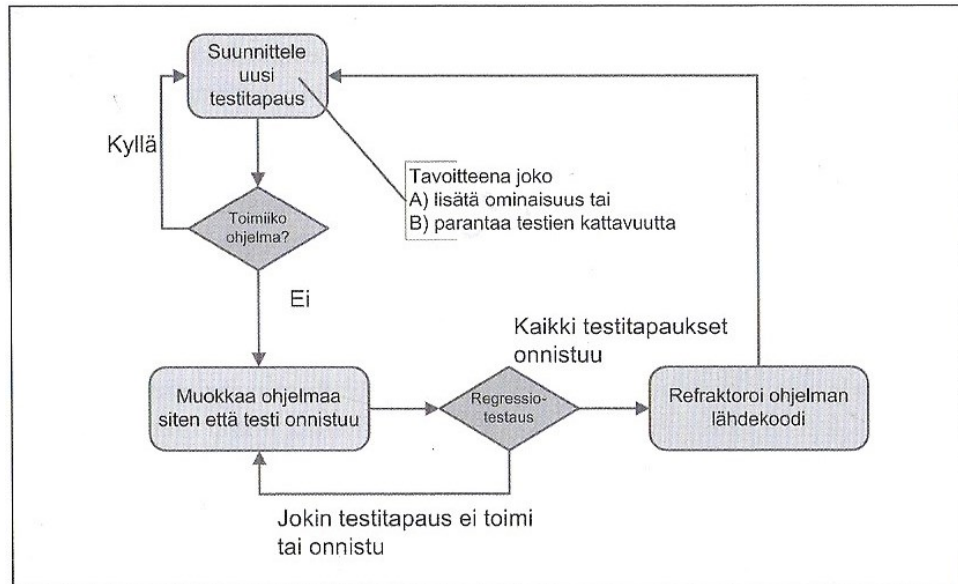 Suunnittele
uusi
testitapaus
Kyllä
Tavoitteena joko
A) lisätä ominaisuus tai
B) parantaa testien kattavuutta
Toimiiko
ohjelma?
Ei
Kaikki testitapaukset
onnistuu
Muokkaa ohjelmaa
siten että testi onnistuu
Regressio-
testaus
Refraktoroi ohjelman
lähdekoodi
Jokin testitapaus ei toimi
tai onnistu